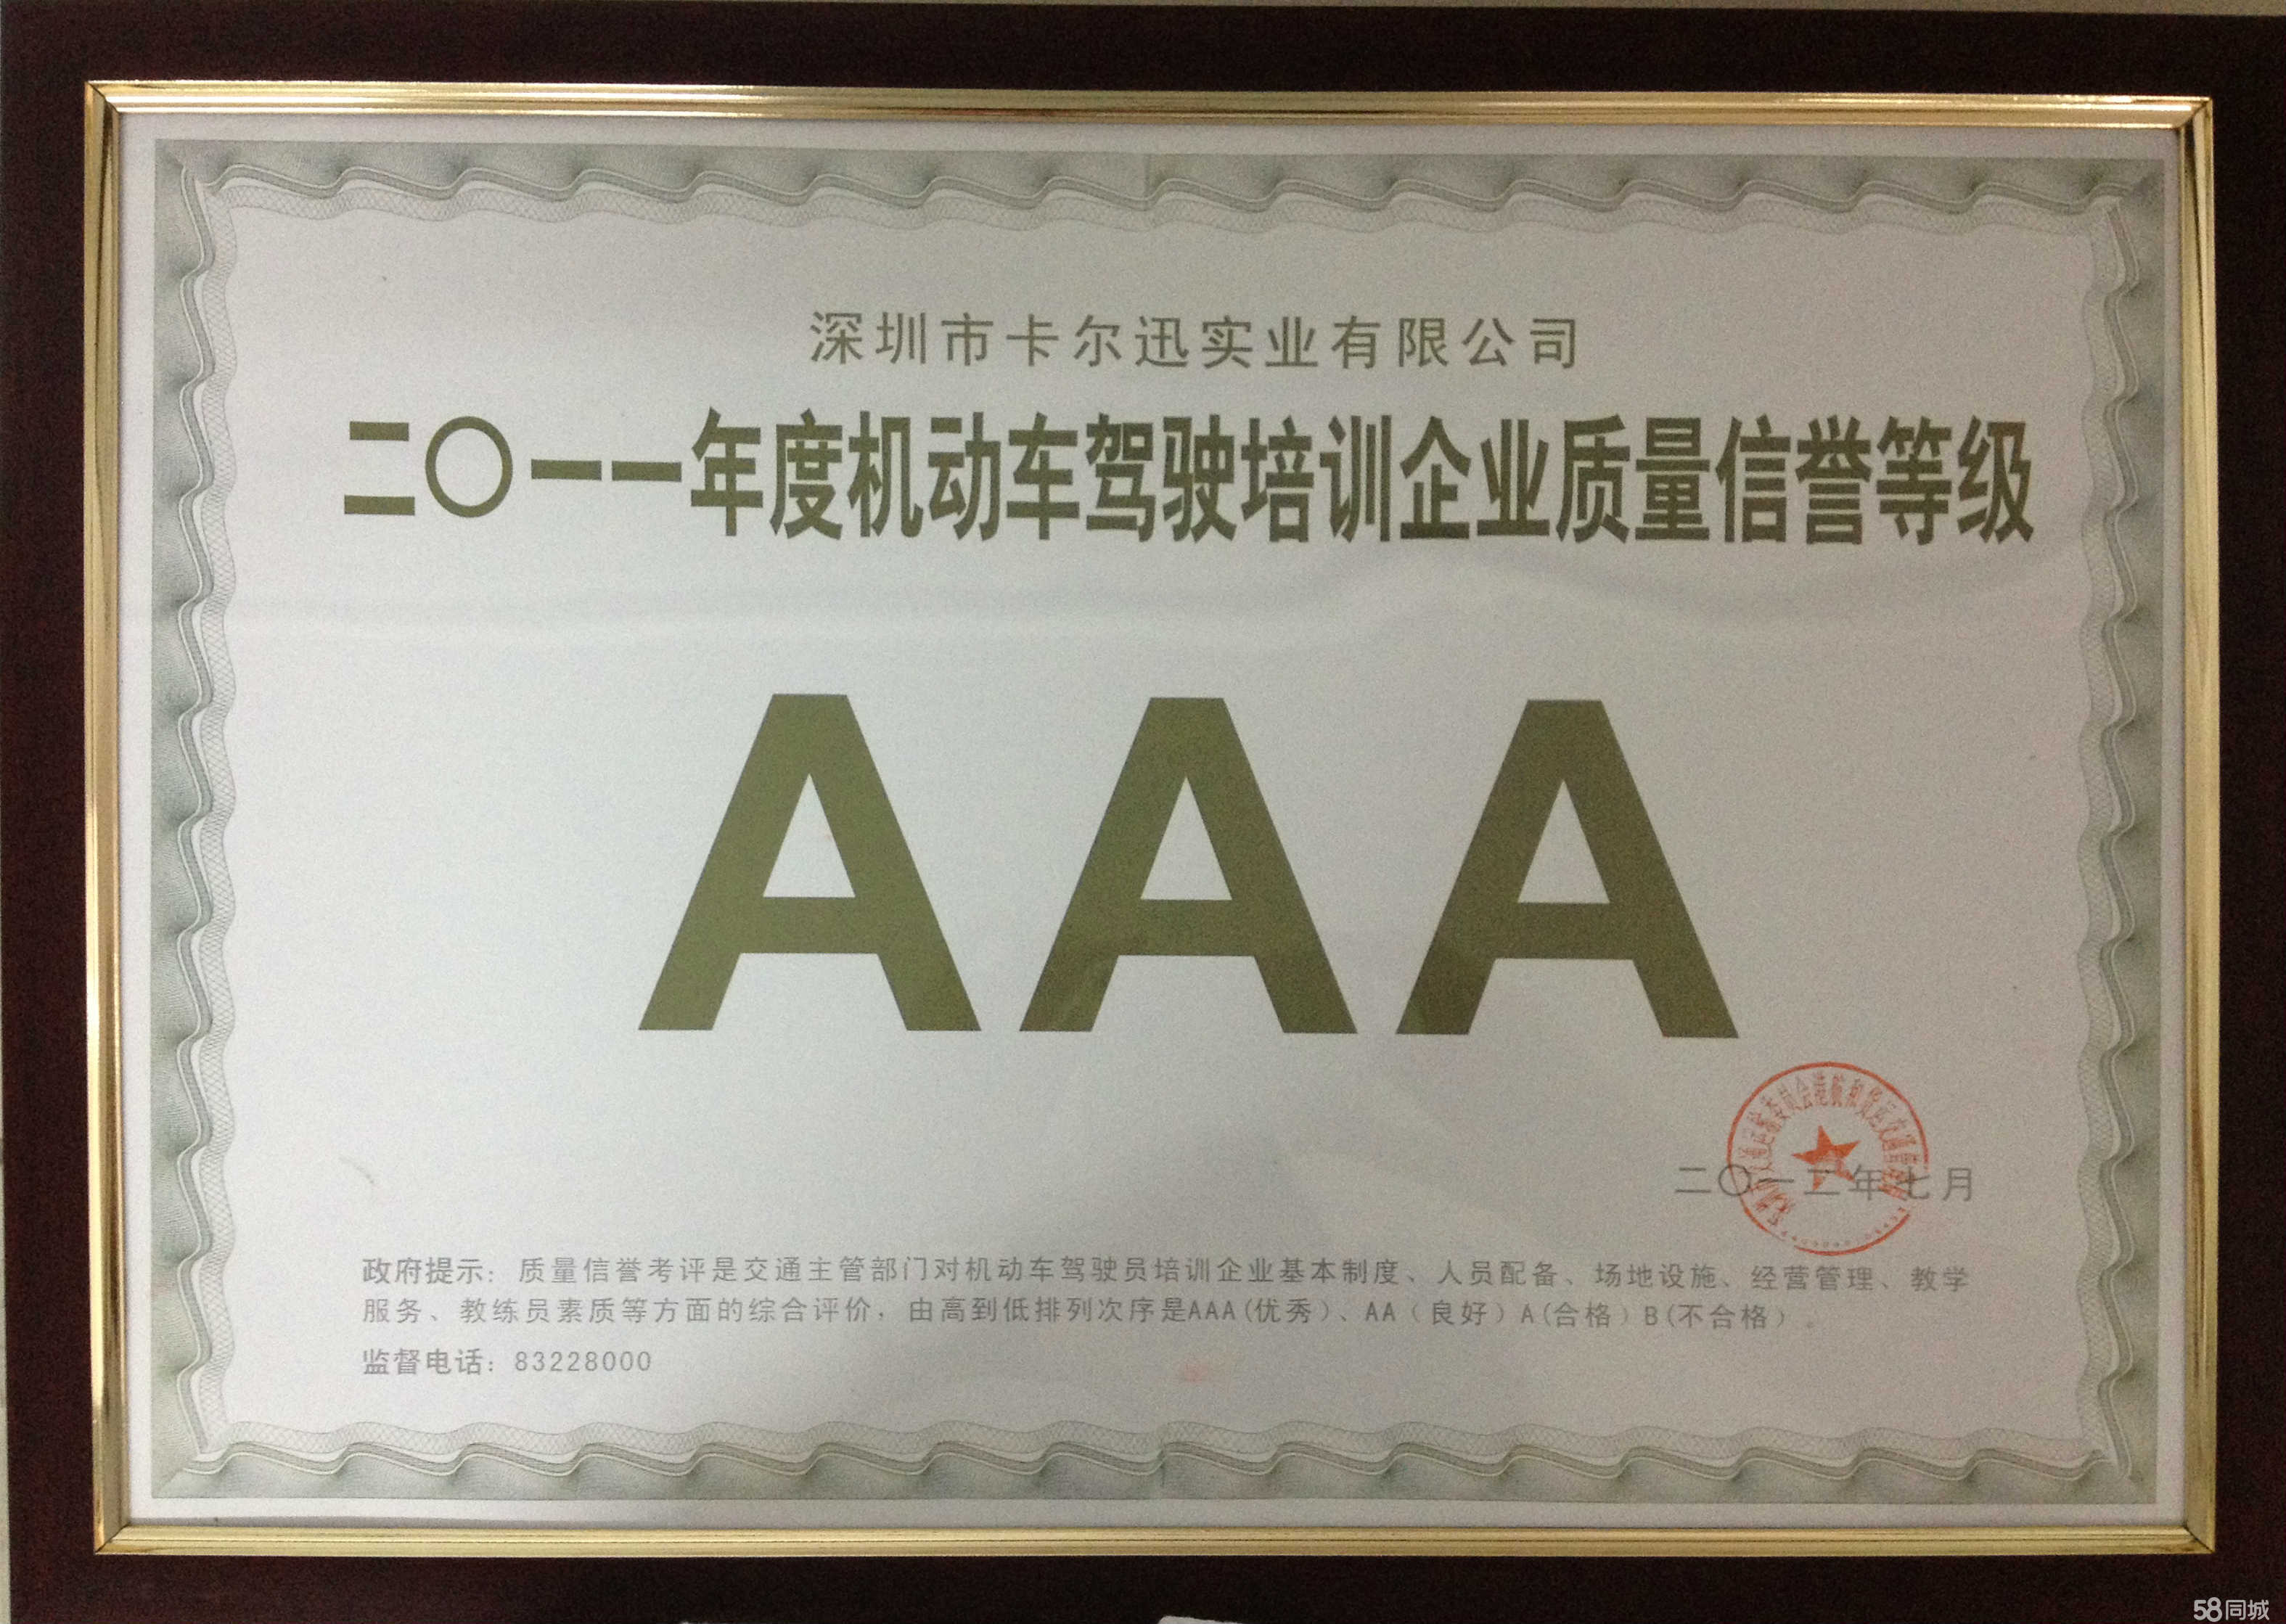 深圳市卡尔迅实业有限公司
二〇一一年度机动车驾驶培训企业质量信誉等级
AAA
二〇一二年七月
政府提示：质量信誉考评是交通主管部门对机动车驾驶员培训企业基本制度、人员配备、场地设施、经营管理、教学
服务、教练员素质等方面的综合评价，由高到低排列次序是AAA(优秀)、AA（良好）A(合格）B(不合格）。
监督电话：83228000
58同城